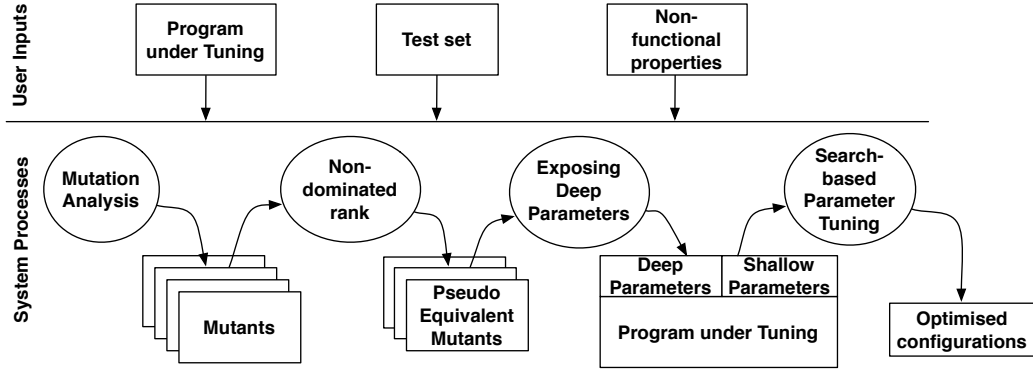 User Inputs
Program
under Tuning
Test set
Non-
functional
properties
System Processes
Mutation
Analysis
Non-
dominated
rank
Exposing
Deep
Parameters
Search-
based
Parameter
Tuning
Mutants
Pseudo
Equivalent
Mutants
Deep
Parameters
Shallow
Parameters
Program under Tuning
Optimised
configurations